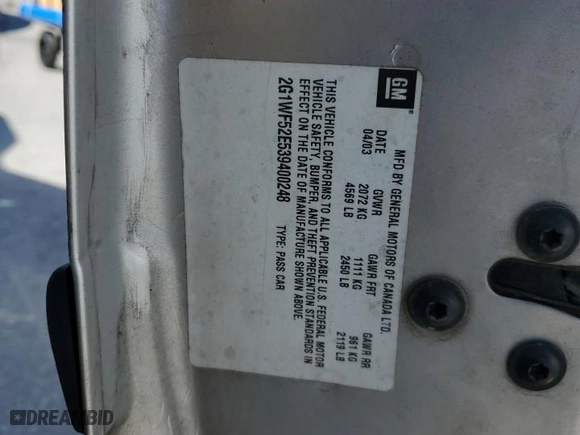 GM
MFD BY GENERAL MOTORS OF CANADA LTD.
DATE GVWR GAWR FRT GAWR RR
04/03 2072 KG 1111 KG 961 KG
4569 LB 2450 LB 2119 LB
THIS VEHICLE CONFORMS TO ALL APPLICABLE U.S. FEDERAL MOTOR
VEHICLE SAFETY, BUMPER, AND THEFT PREVENTION STANDARDS IN
EFFECT ON THE DATE OF MANUFACTURE SHOWN ABOVE.
2G1WF52E539400248 TYPE: PASS CAR
DREAMBID